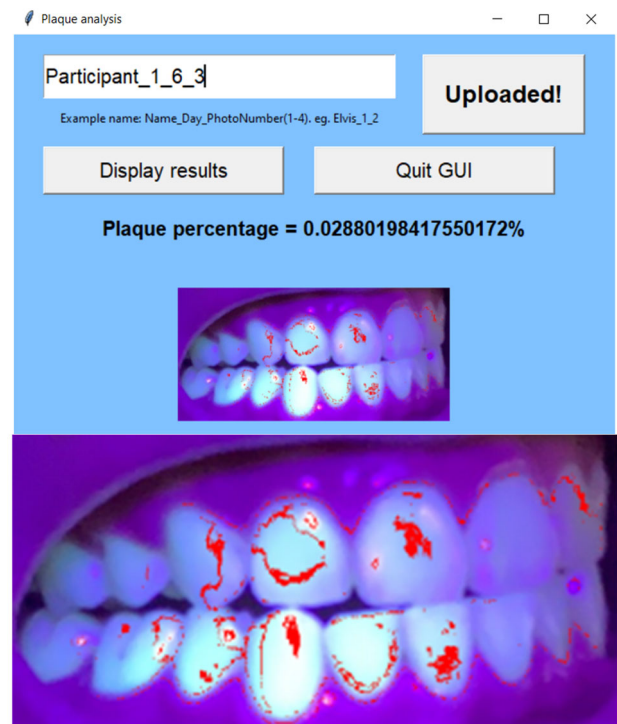 Plaque analysis
Participant_1_6_3
Uploaded!
Example name: Name_Day_PhotoNumber(1-4). eg. Elvis_1_2
Display results
Quit GUI
Plaque percentage = 0.02880198417550172%